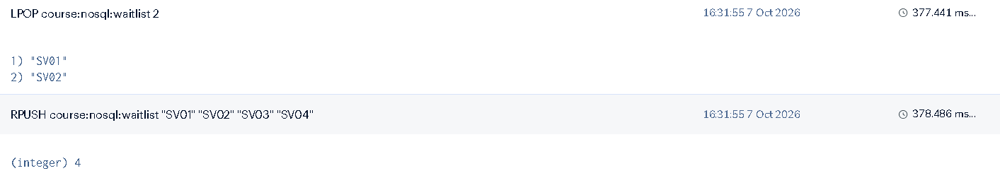 LPOP course:nosql:waitlist 2 16:31:55 7 Oct 2026 377.441 ms...
1) "SV01"
2) "SV02"
RPUSH course:nosql:waitlist "SV01" "SV02" "SV03" "SV04" 16:31:55 7 Oct 2026 378.486 ms...
(integer) 4